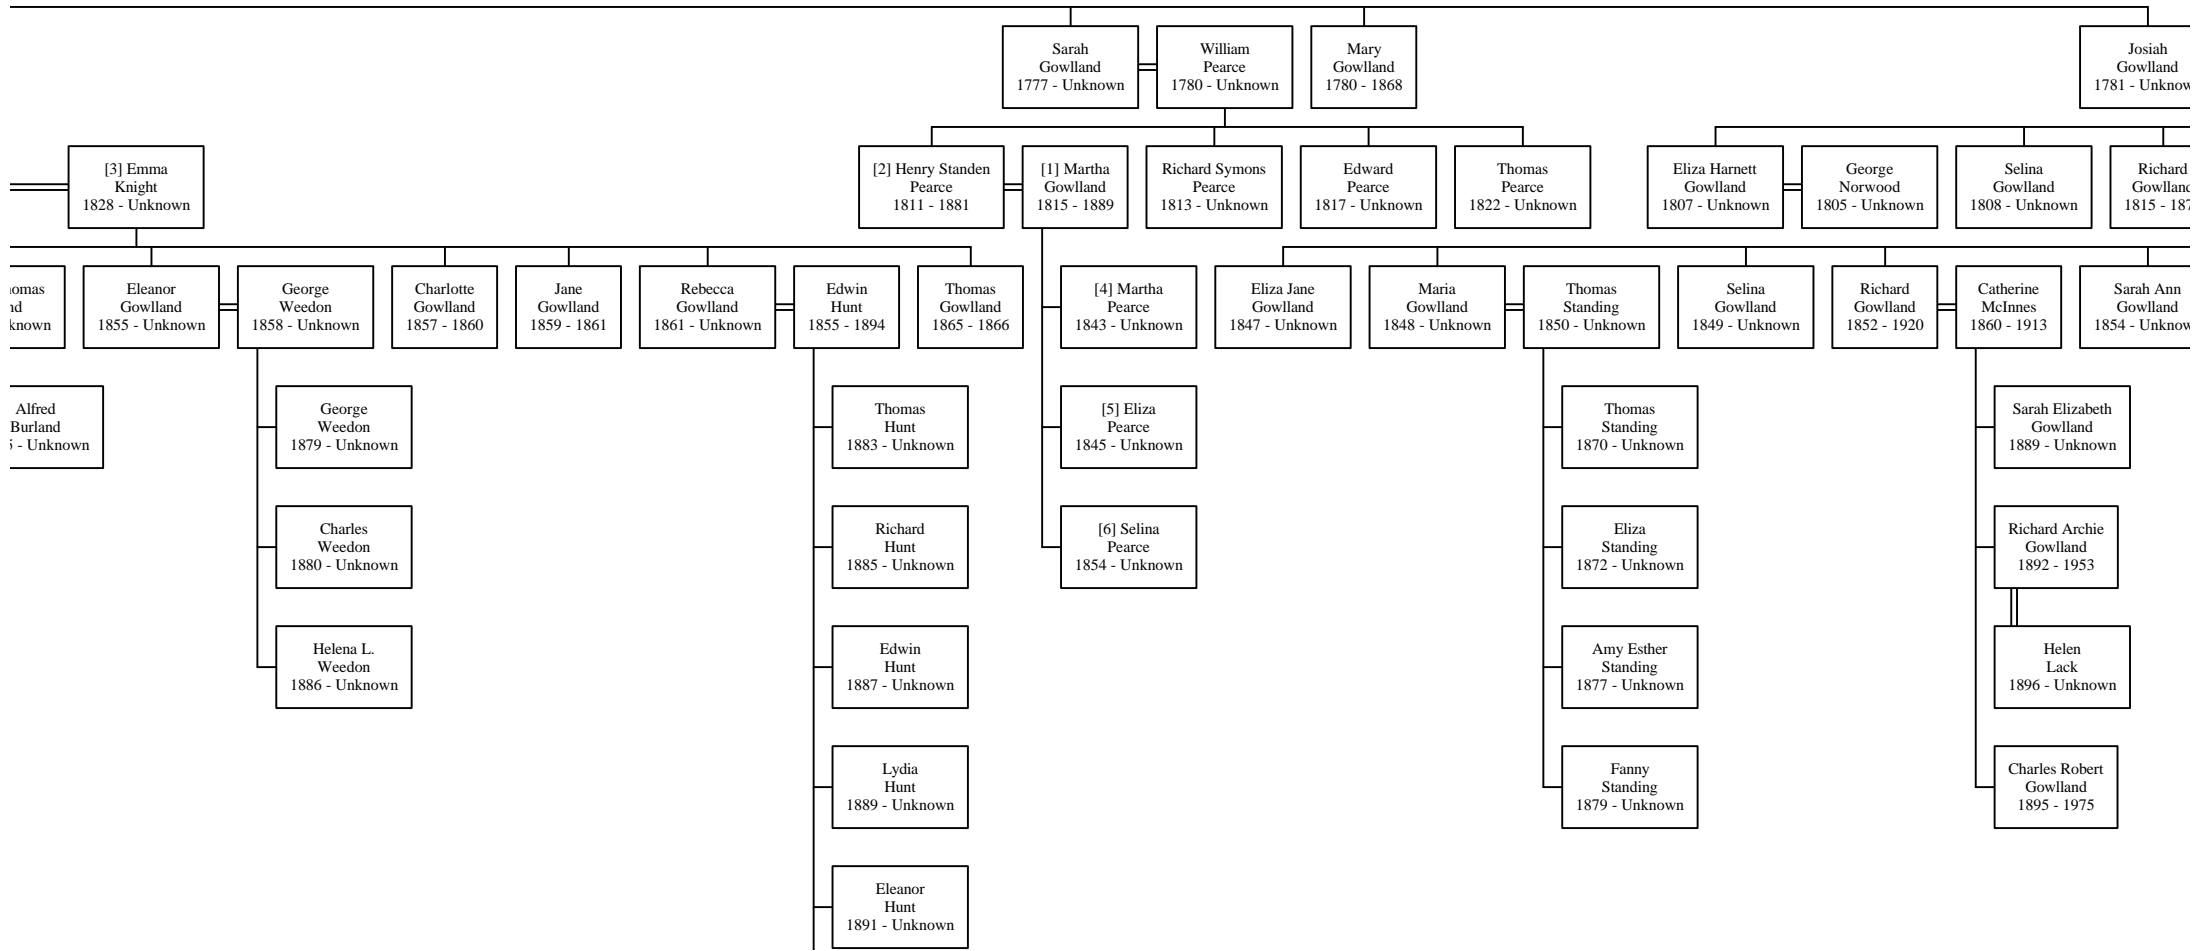 Sarah
Gowlland
1777 - Unknown
William
Pearce
1780 - Unknown
Mary
Gowlland
1780 - 1868
Josiah
Gowlland
1781 -
[3] Emma
Knight
1828 - Unknown
[2] Henry Standen
Pearce
1811 - 1881
[1] Martha
Gowlland
1815 - 1889
Richard Symons
Pearce
1813 - Unknown
Edward
Pearce
1817 - Unknown
Thomas
Pearce
1822 - Unknown
Eliza Harnett
Gowlland
1807 - Unknown
George
Norwood
1805 - Unknown
Selina
Gowlland
1808 - Unknown
Richard
Gowlland
1815 -
Eleanor
Gowlland
1855 - Unknown
George
Weedon
1858 - Unknown
Charlotte
Gowlland
1857 - 1860
Jane
Gowlland
1859 - 1861
Rebecca
Gowlland
1861 - Unknown
Edwin
Hunt
1855 - 1894
Thomas
Gowlland
1865 - 1866
[4] Martha
Pearce
1843 - Unknown
Eliza Jane
Gowlland
1847 - Unknown
Maria
Gowlland
1848 - Unknown
Thomas
Standing
1850 - Unknown
Selina
Gowlland
1849 - Unknown
Richard
Gowlland
1852 - 1920
Catherine
McInnes
1860 - 1913
Sarah Ann
Gowlland
1854 -
Alfred
Burland
- Unknown
George
Weedon
1879 - Unknown
Thomas
Hunt
1883 - Unknown
[5] Eliza
Pearce
1845 - Unknown
Thomas
Standing
1870 - Unknown
Sarah Elizabeth
Gowlland
1889 - Unknown
Charles
Weedon
1880 - Unknown
Richard
Hunt
1885 - Unknown
[6] Selina
Pearce
1854 - Unknown
Eliza
Standing
1872 - Unknown
Richard Archie
Gowlland
1892 - 1953
Helena L.
Weedon
1886 - Unknown
Edwin
Hunt
1887 - Unknown
Amy Esther
Standing
1877 - Unknown
Helen
Lack
1896 - Unknown
Lydia
Hunt
1889 - Unknown
Fanny
Standing
1879 - Unknown
Charles Robert
Gowlland
1895 - 1975
Eleanor
Hunt
1891 - Unknown